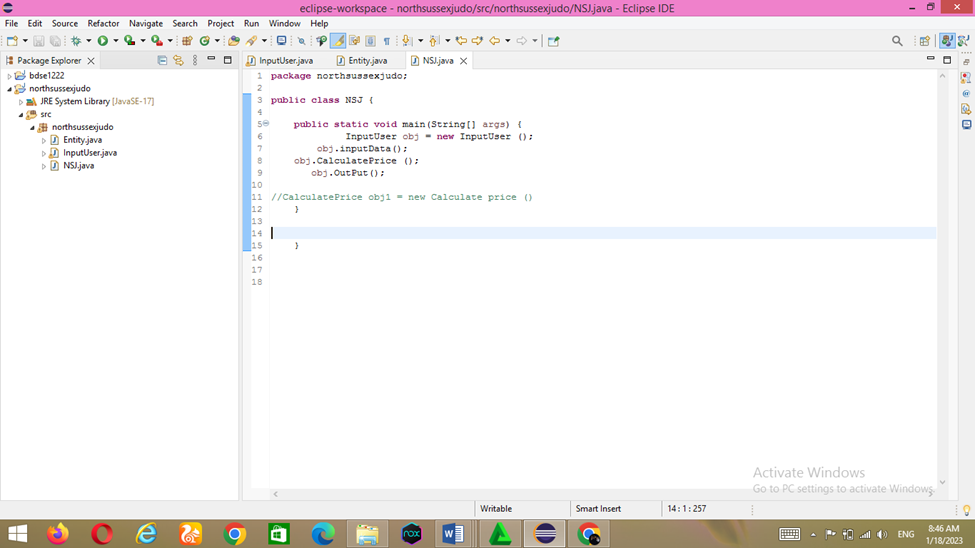 eclipse-workspace - northsussexjudo/src/northsussexjudo/NSJ.java - Eclipse IDE
File Edit Source Refactor Navigate Search Project Run Window Help
Package Explorer
InputUser.java Entity.java NSJ.java
bdse1222
northsussexjudo
JRE System Library [JavaSE-17]
src
northsussexjudo
Entity.java
InputUser.java
NSJ.java
1 package northsussexjudo;
2
3 public class NSJ {
4
5 public static void main(String[] args) {
6 InputUser obj = new InputUser ();
7 obj.inputData();
8 obj.CalculatePrice ();
9 obj.OutPut();
10
11 //CalculatePrice obj1 = new Calculate price ()
12 }
13
14
15 }
16
17
18
Activate Windows
Go to PC settings to activate Windows.
Writable Smart Insert 14 : 1 : 257
nox
ENG
8:46 AM
1/18/2023